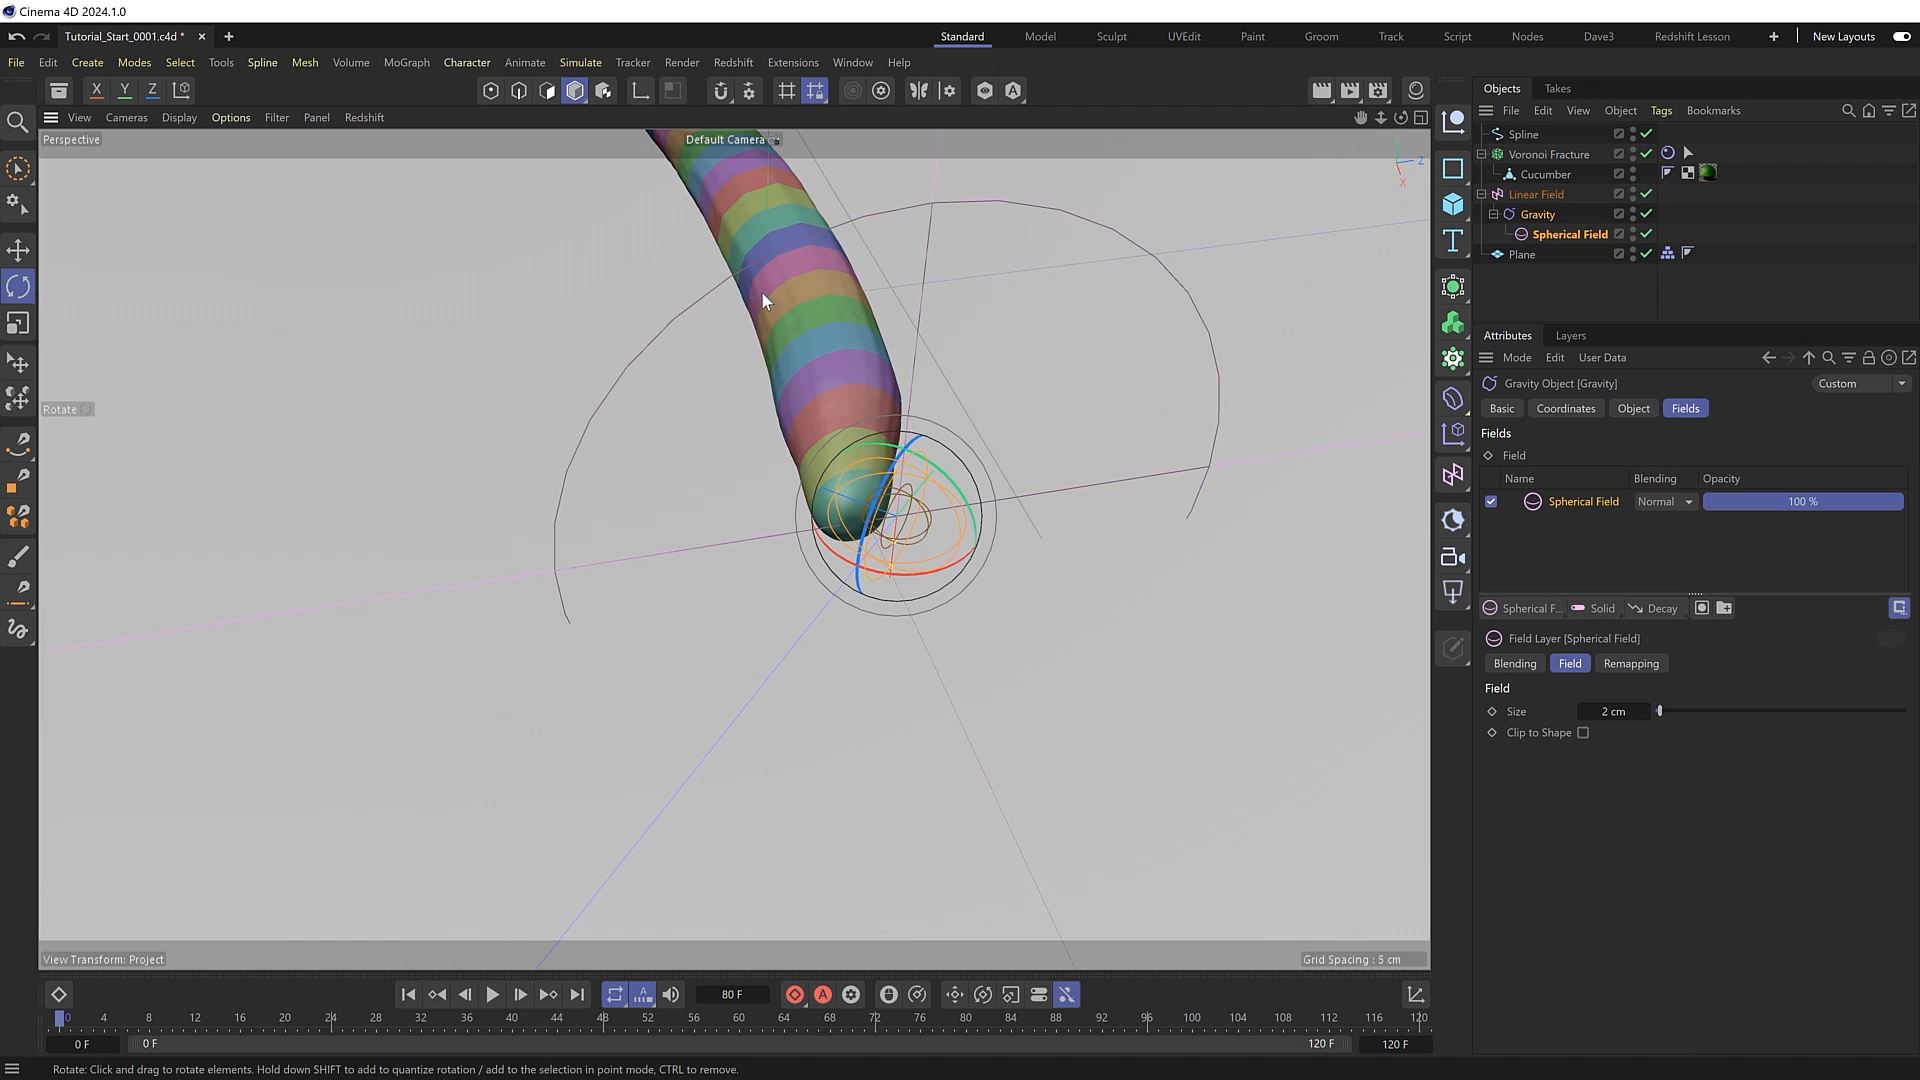 Cinema 4D 2024.1.0
Tutorial_Start_0001.c4d *
Standard Model Sculpt UVEdit Paint Groom Track Script Nodes Dave3 Redshift Lesson New Layouts
File Edit Create Modes Select Tools Spline Mesh Volume MoGraph Character Animate Simulate Tracker Render Redshift Extensions Window Help
X Y Z
Objects Takes
View Cameras Display Options Filter Panel Redshift
File Edit View Object Tags Bookmarks
Perspective
Default Camera
Y Z X
Spline
Voronoi Fracture
Cucumber
Linear Field
Gravity
Spherical Field
Plane
Attributes Layers
Mode Edit User Data
Gravity Object [Gravity]
Custom
Rotate
Basic Coordinates Object Fields
Fields
Field
Name Blending Opacity
Spherical Field Normal 100 %
Spherical F... Solid Decay
Field Layer [Spherical Field]
Blending Field Remapping
Field
Size 2 cm
Clip to Shape
View Transform: Project
Grid Spacing : 5 cm
80 F
0 4 8 12 16 20 24 28 32 36 40 44 48 52 56 60 64 68 72 76 80 84 88 92 96 100 104 108 112 116 120
0 F 0 F 120 F 120 F
Rotate: Click and drag to rotate elements. Hold down SHIFT to add to quantize rotation / add to the selection in point mode, CTRL to remove.